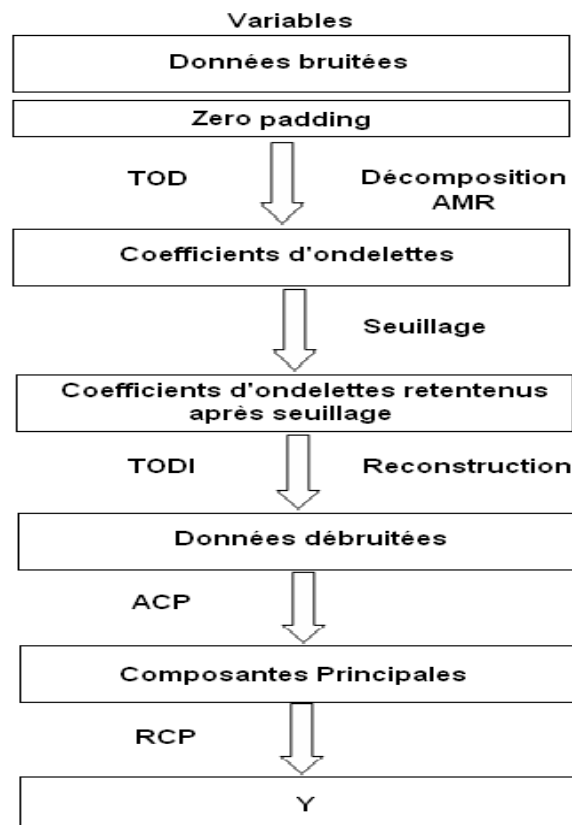 Variables
Données bruitées
Zero padding
TOD
Décomposition
AMR
Coefficients d'ondelettes
Seuillage
Coefficients d'ondelettes retentenus
après seuillage
TODI
Reconstruction
Données débruitées
ACP
Composantes Principales
RCP
Y